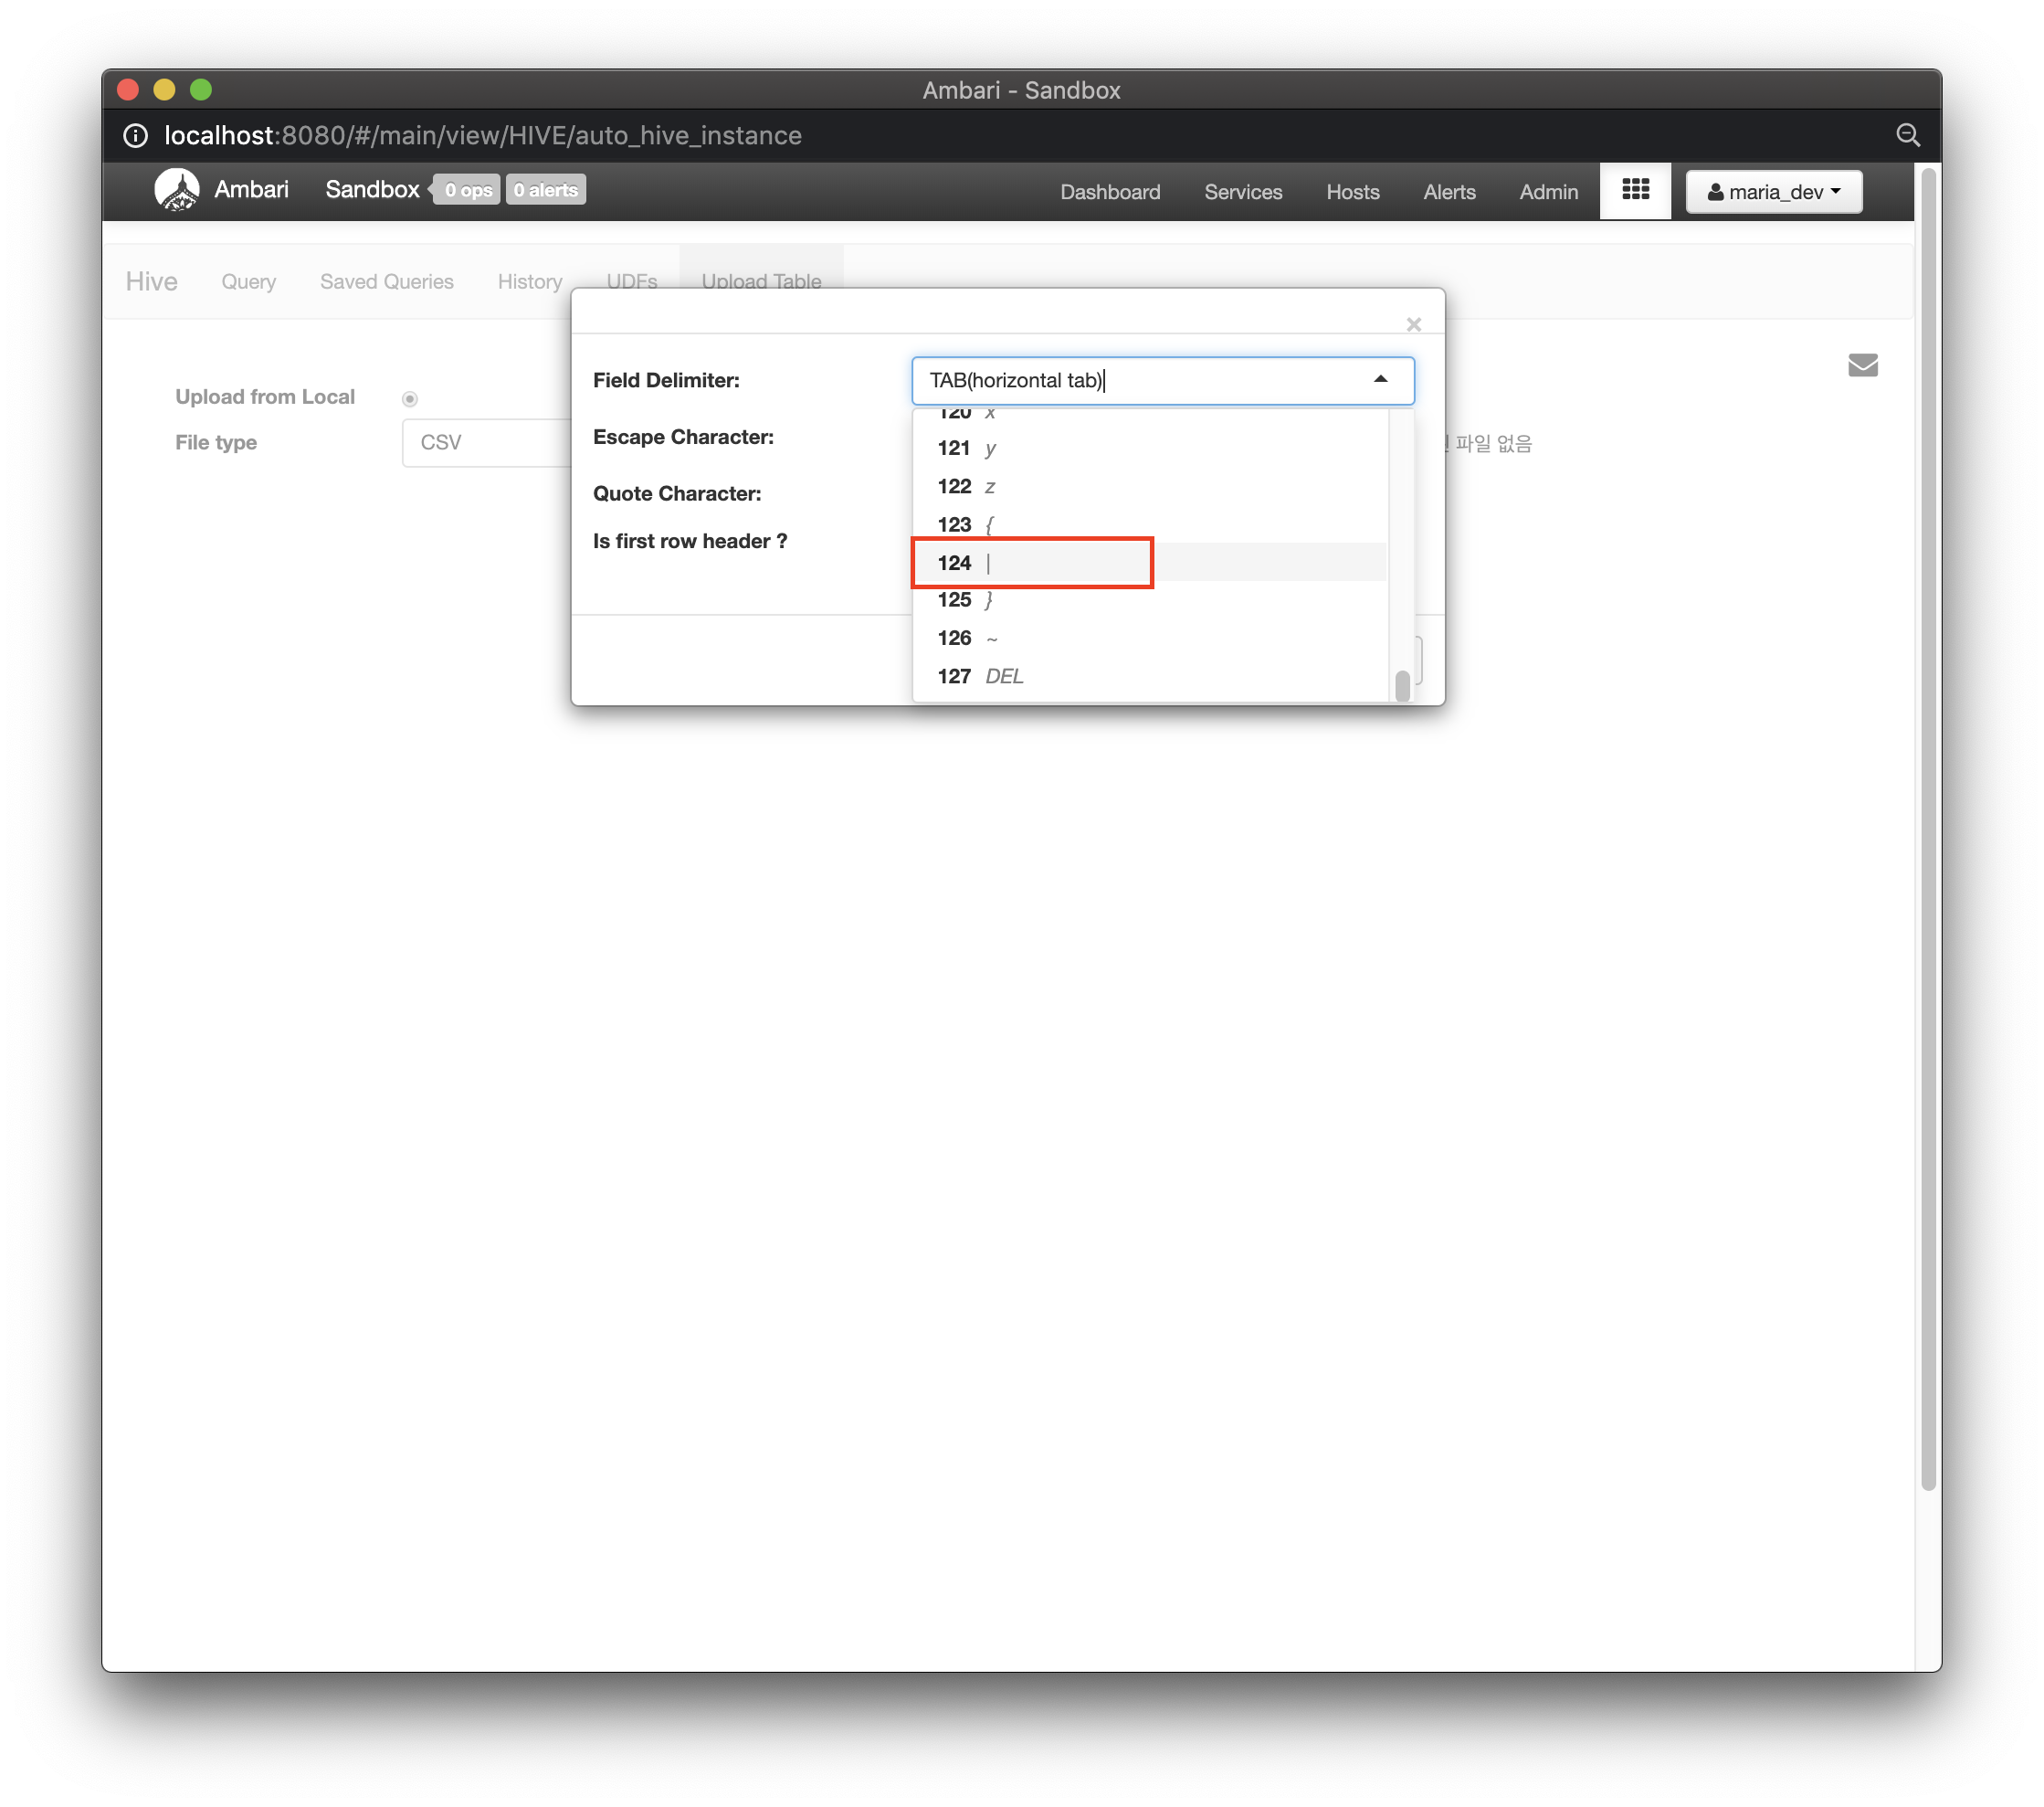 Ambari - Sandbox
localhost:8080/#/main/view/HIVE/auto_hive_instance
Ambari Sandbox 0 ops 0 alerts Dashboard Services Hosts Alerts Admin maria_dev
Hive Query Saved Queries History UDFs Upload Table
×
Upload from Local
File type CSV
파일 없음
Field Delimiter: TAB(horizontal tab)
Escape Character:
Quote Character:
Is first row header ?
120 x
121 y
122 z
123 {
124 |
125 }
126 ~
127 DEL